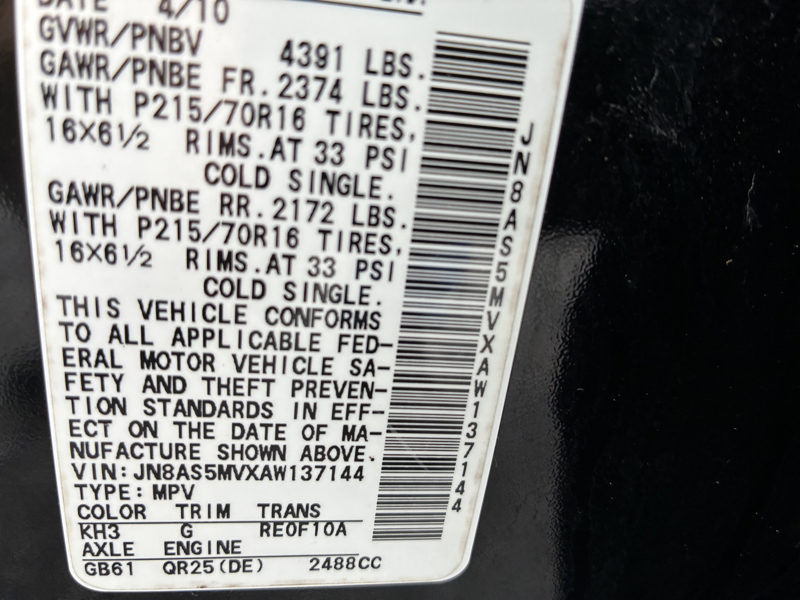 DATE 4/10
GVWR/PNBV 4391 LBS.
GAWR/PNBE FR. 2374 LBS.
WITH P215/70R16 TIRES,
16X6½ RIMS. AT 33 PSI
COLD SINGLE.
GAWR/PNBE RR. 2172 LBS.
WITH P215/70R16 TIRES,
16X6½ RIMS. AT 33 PSI
COLD SINGLE.
THIS VEHICLE CONFORMS
TO ALL APPLICABLE FED-
ERAL MOTOR VEHICLE SA-
FETY AND THEFT PREVEN-
TION STANDARDS IN EFF-
ECT ON THE DATE OF MA-
NUFACTURE SHOWN ABOVE.
VIN:JN8AS5MVXAW137144
TYPE:MPV
COLOR TRIM TRANS
KH3 G RE0F10A
AXLE ENGINE
GB61 QR25(DE) 2488CC
JN8AS5MVXAW137144